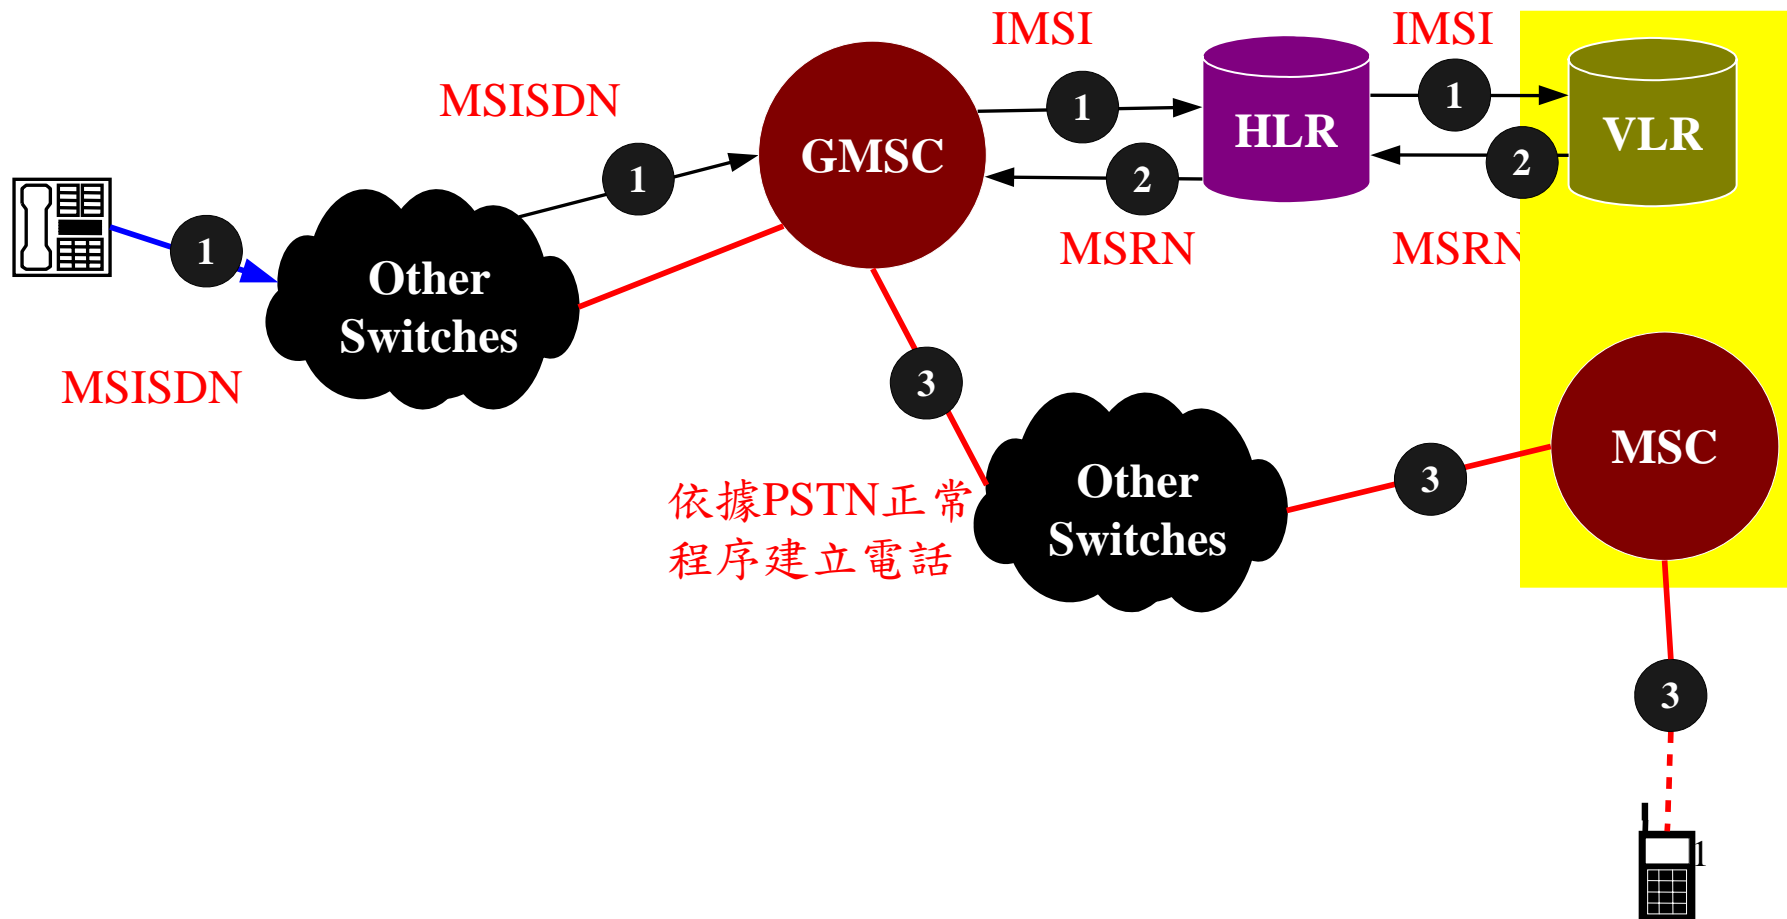 IMSI
IMSI
MSISDN
1
1
GMSC
HLR
VLR
1
2
2
1
MSRN
MSRN
Other
Switches
MSISDN
3
MSC
依據PSTN正常
程序建立電話
Other
Switches
3
3
1